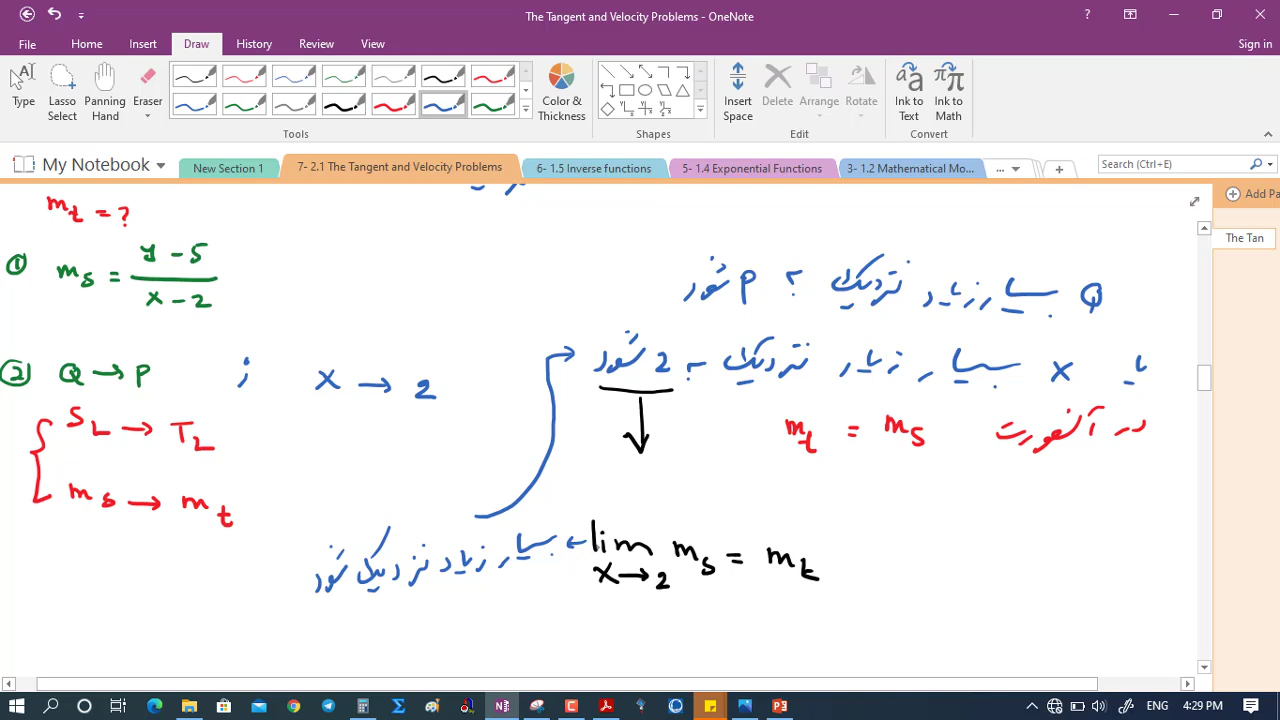 The Tangent and Velocity Problems - OneNote
File Home Insert Draw History Review View
Sign in
Type
Lasso Select
Panning Hand
Eraser
Color & Thickness
Insert Space
Delete
Arrange
Rotate
Ink to Text
Ink to Math
Tools
Shapes
Edit
Convert
My Notebook
New Section 1
7- 2.1 The Tangent and Velocity Problems
6- 1.5 Inverse functions
5- 1.4 Exponential Functions
3- 1.2 Mathematical Mo...
...
Search (Ctrl+E)
Add Pa
The Tan
m_t = ?
① m_s = (y - 5)/(x - 2)
Q بسیار زیاد نزدیک به P شود
② Q → P ; x → 2
یا x بسیار زیاد نزدیک به 2 شود
S_L → T_L
در آنصورت m_t = m_s
m_s → m_t
lim x→2 m_s = m_t
← بسیار زیاد نزدیک شود
ENG
4:29 PM